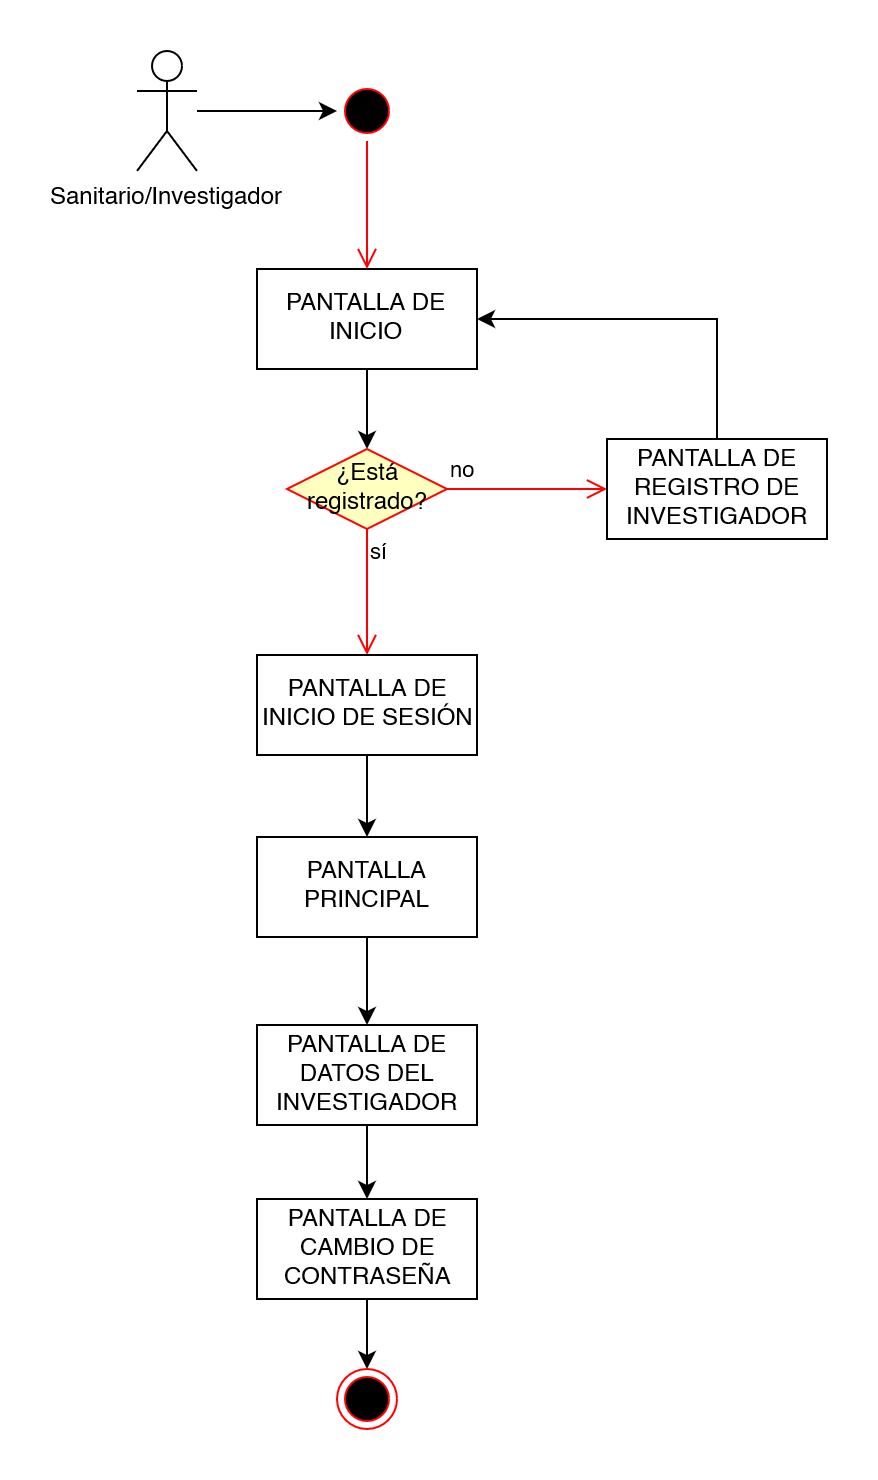 Sanitario/Investigador
PANTALLA DE
INICIO
¿Está
registrado?
no
PANTALLA DE
REGISTRO DE
INVESTIGADOR
sí
PANTALLA DE
INICIO DE SESIÓN
PANTALLA
PRINCIPAL
PANTALLA DE
DATOS DEL
INVESTIGADOR
PANTALLA DE
CAMBIO DE
CONTRASEÑA